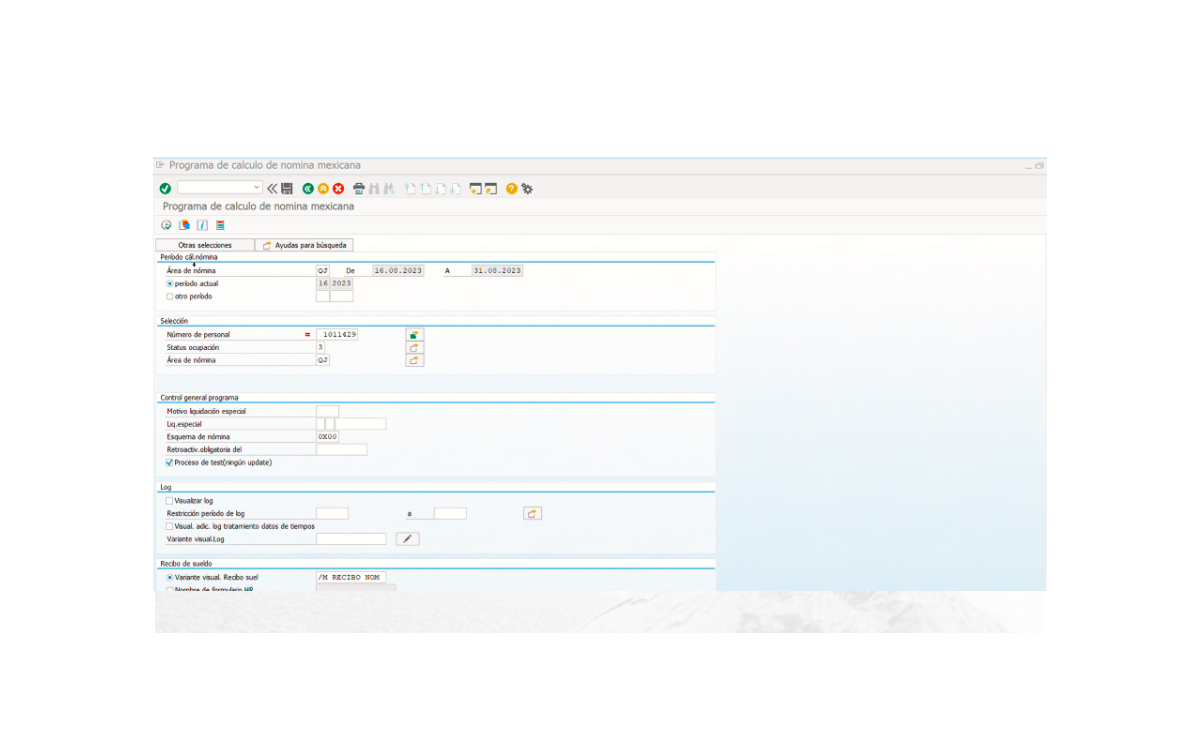 Programa de calculo de nomina mexicana
Programa de calculo de nomina mexicana
Otras selecciones Ayudas para búsqueda
Período cál.nómina
Área de nómina QJ De 16.08.2023 A 31.08.2023
período actual 16 2023
otro período
Selección
Número de personal = 1011429
Status ocupación 3
Área de nómina QJ
Control general programa
Motivo liquidación especial
Liq.especial
Esquema de nómina 0X00
Retroactiv.obligatoria del
Proceso de test(ningún update)
Log
Visualizar log
Restricción período de log a
Visual. adic. log tratamiento datos de tiempos
Variante visual.Log
Recibo de sueldo
Variante visual. Recibo suel /M RECIBO NOM
Nombre de formulario HR